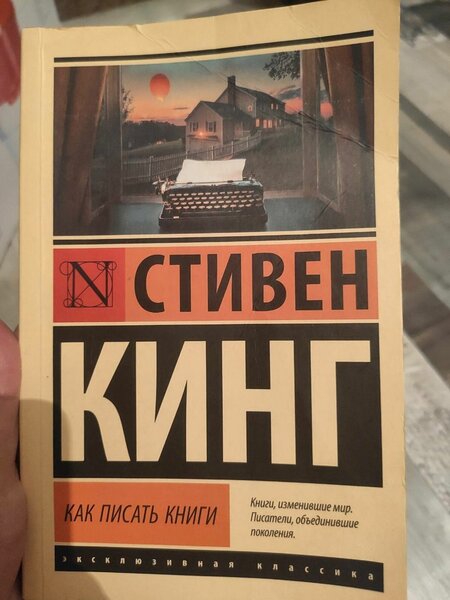 N
СТИВЕН
КИНГ
КАК ПИСАТЬ КНИГИ
Книги, изменившие мир.
Писатели, объединившие
поколения.
эксклюзивная классика